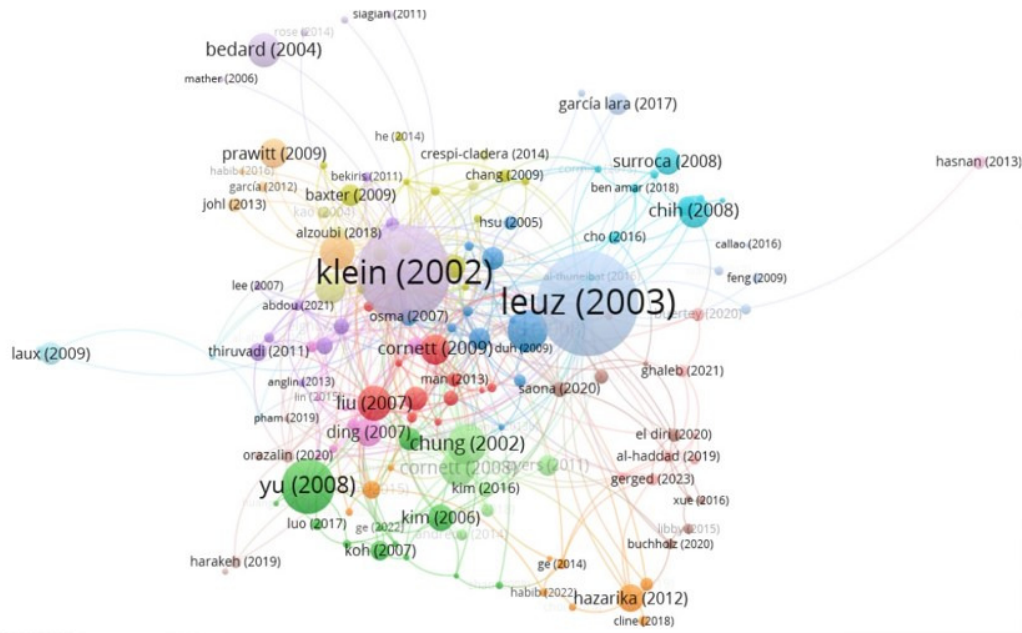 siagian (2011)
rose (2014)
bedard (2004)
mather (2006)
garcía lara (2017)
he (2014)
prawitt (2009)
crespi-cladera (2014)
surroca (2008)
hasnan (2013)
habib (2016)
bekiris (2011)
chang (2009)
garcía (2012)
baxter (2009)
ben amar (2018)
johl (2013)
kao (2004)
chih (2008)
hsu (2005)
alzoubi (2018)
cho (2016)
callao (2016)
klein (2002)
al-thuneibat (2016)
feng (2009)
lee (2007)
leuz (2003)
abdou (2021)
osma (2007)
laux (2009)
thiruvadi (2011)
cornett (2009)
duh (2009)
ghaleb (2021)
anglin (2013)
man (2013)
saona (2020)
lin (2015)
liu (2007)
pham (2019)
ding (2007)
chung (2002)
el diri (2020)
orazalin (2020)
al-haddad (2019)
cornett (2008)
yu (2008)
kim (2016)
gerged (2023)
xue (2016)
luo (2017)
ge (2022)
kim (2006)
libby (2015)
buchholz (2020)
koh (2007)
harakeh (2019)
ge (2014)
habib (2022)
hazarika (2012)
cline (2018)